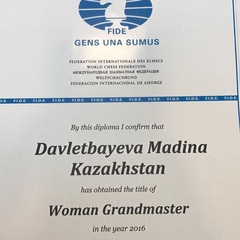 FIDE
GENS UNA SUMUS
FEDERATION INTERNATIONALE DES ECHECS
WORLD CHESS FEDERATION
МЕЖДУНАРОДНАЯ ШАХМАТНАЯ ФЕДЕРАЦИЯ
WELTSCHACHBUND
FEDERACION INTERNACIONAL DE AJEDREZ
F.I.D.E. F.I.D.E. F.I.D.E. F.I.D.E. F.I.D.E. F.I.D.E. F.I.D.E.
By this diploma I confirm that
Davletbayeva Madina
Kazakhstan
has obtained the title of
Woman Grandmaster
in the year 2016